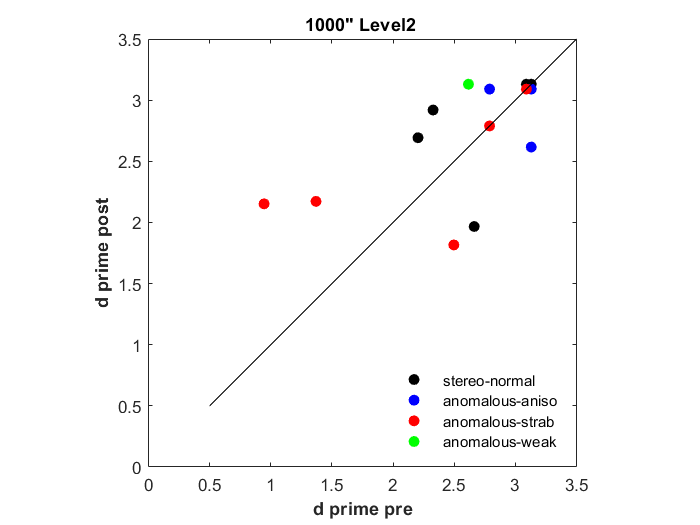 1000" Level2
d prime post
3.5
3
2.5
2
1.5
1
0.5
0
stereo-normal
anomalous-aniso
anomalous-strab
anomalous-weak
0 0.5 1 1.5 2 2.5 3 3.5
d prime pre